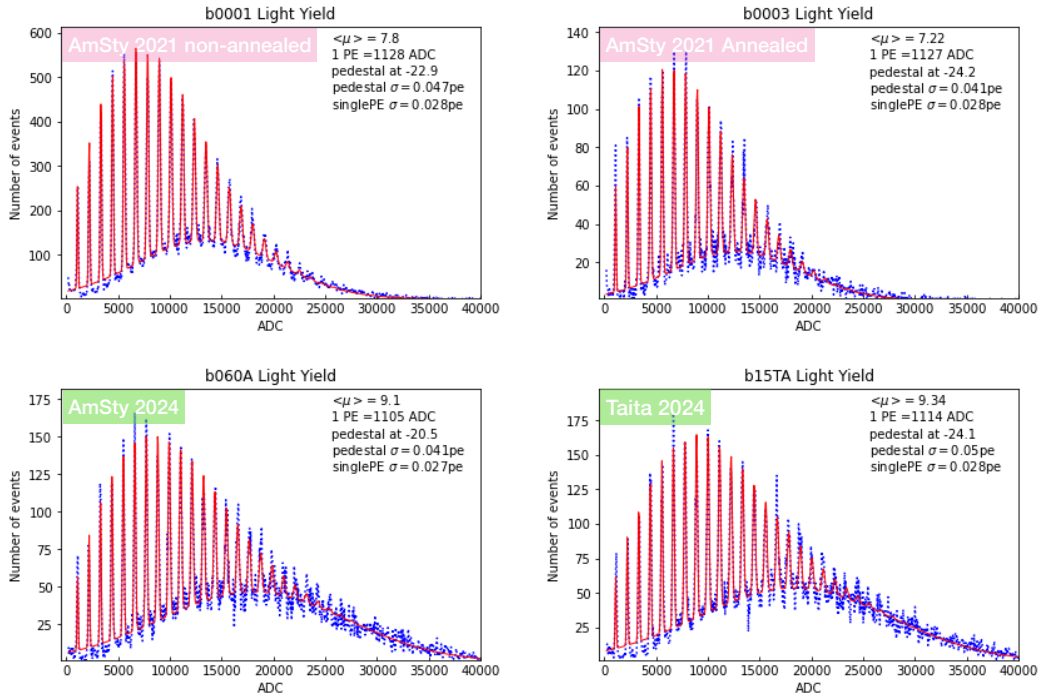 b0001 Light Yield
AmSty 2021 non-annealed
<μ> = 7.8
1 PE =1128 ADC
pedestal at -22.9
pedestal σ = 0.047pe
singlePE σ = 0.028pe
Number of events
600
500
400
300
200
100
0 5000 10000 15000 20000 25000 30000 35000 40000
ADC
b0003 Light Yield
AmSty 2021 Annealed
<μ> = 7.22
1 PE =1127 ADC
pedestal at -24.2
pedestal σ = 0.041pe
singlePE σ = 0.028pe
Number of events
140
120
100
80
60
40
20
0 5000 10000 15000 20000 25000 30000 35000 40000
ADC
b060A Light Yield
AmSty 2024
<μ> = 9.1
1 PE =1105 ADC
pedestal at -20.5
pedestal σ = 0.041pe
singlePE σ = 0.027pe
Number of events
175
150
125
100
75
50
25
0 5000 10000 15000 20000 25000 30000 35000 40000
ADC
b15TA Light Yield
Taita 2024
<μ> = 9.34
1 PE =1114 ADC
pedestal at -24.1
pedestal σ = 0.05pe
singlePE σ = 0.028pe
Number of events
175
150
125
100
75
50
25
0 5000 10000 15000 20000 25000 30000 35000 40000
ADC